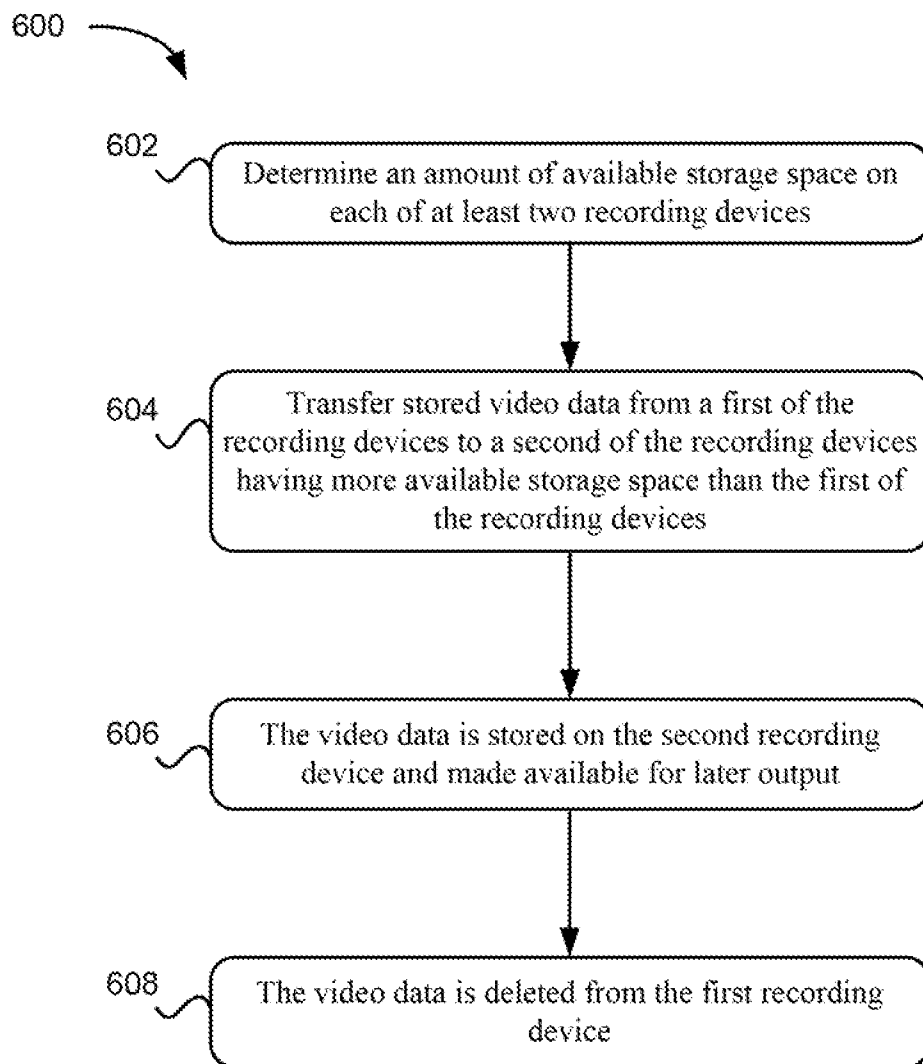 600
602
Determine an amount of available storage space on
each of at least two recording devices
604
Transfer stored video data from a first of the
recording devices to a second of the recording devices
having more available storage space than the first of
the recording devices
606
The video data is stored on the second recording
device and made available for later output
608
The video data is deleted from the first recording
device